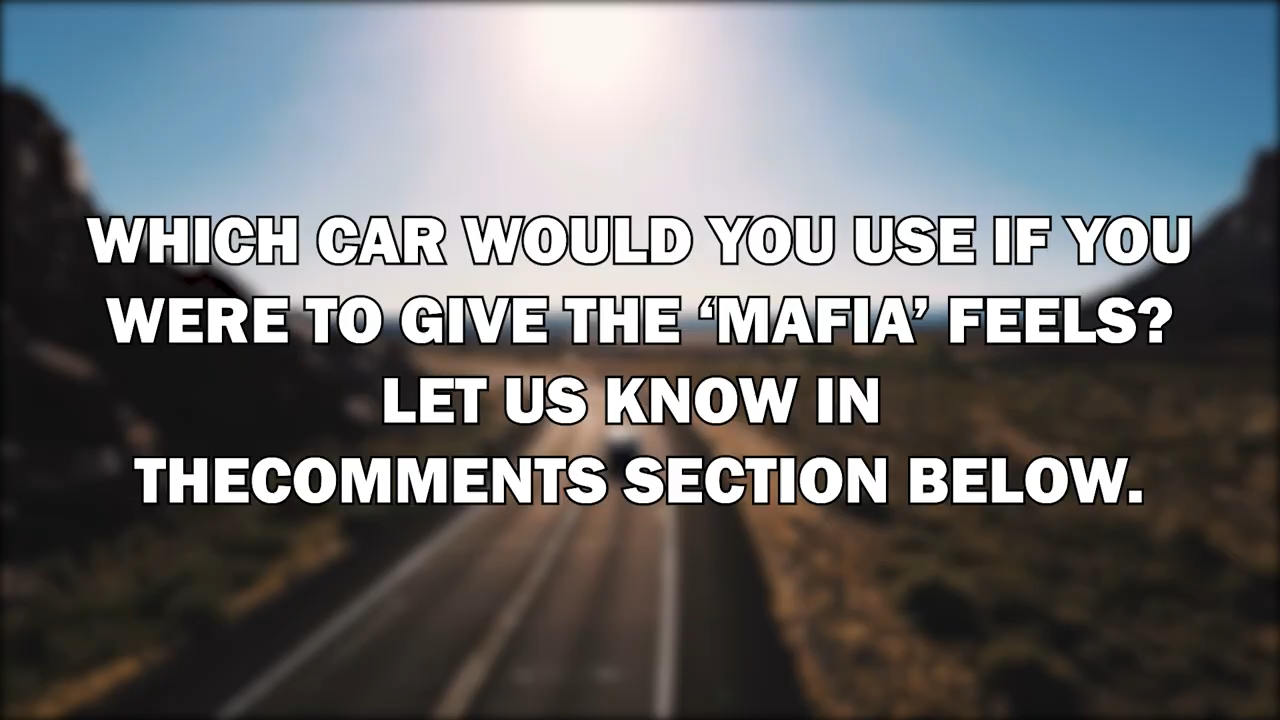 WHICH CAR WOULD YOU USE IF YOU
WERE TO GIVE THE ‘MAFIA’ FEELS?
LET US KNOW IN
THECOMMENTS SECTION BELOW.